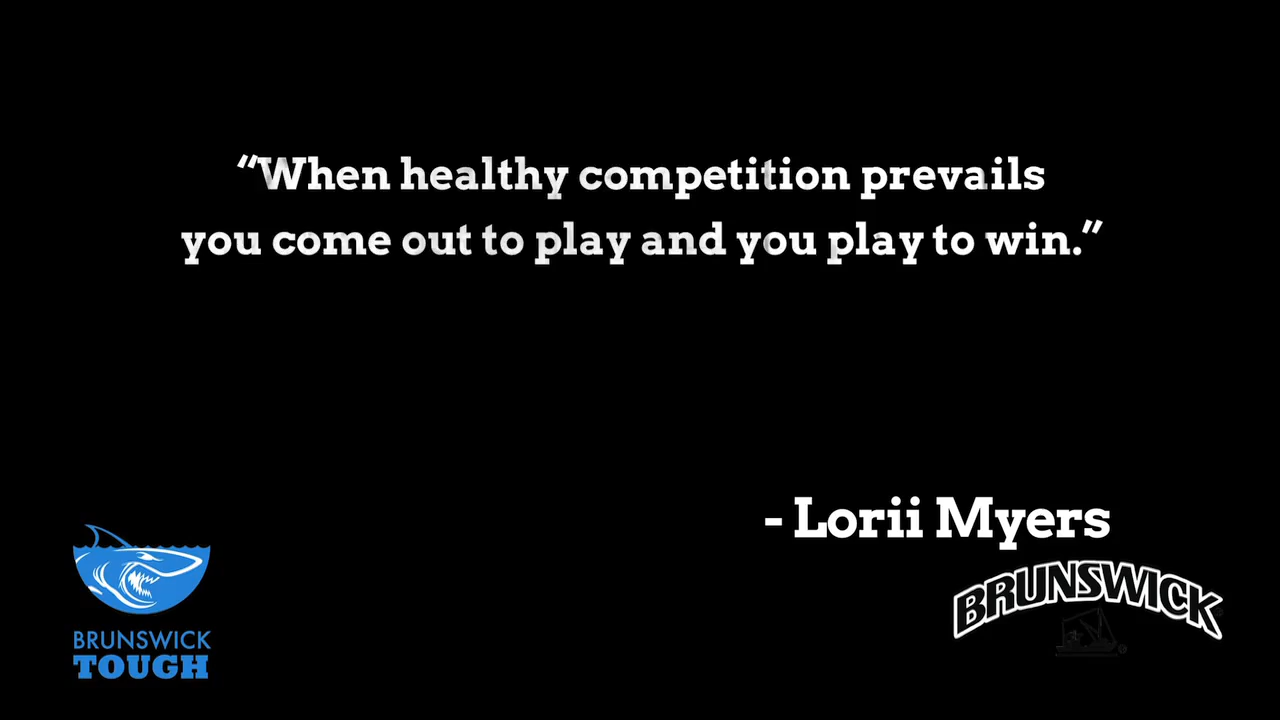 “When healthy competition prevails
you come out to play and you play to win.”
- Lorii Myers
BRUNSWICK
BRUNSWICK
TOUGH